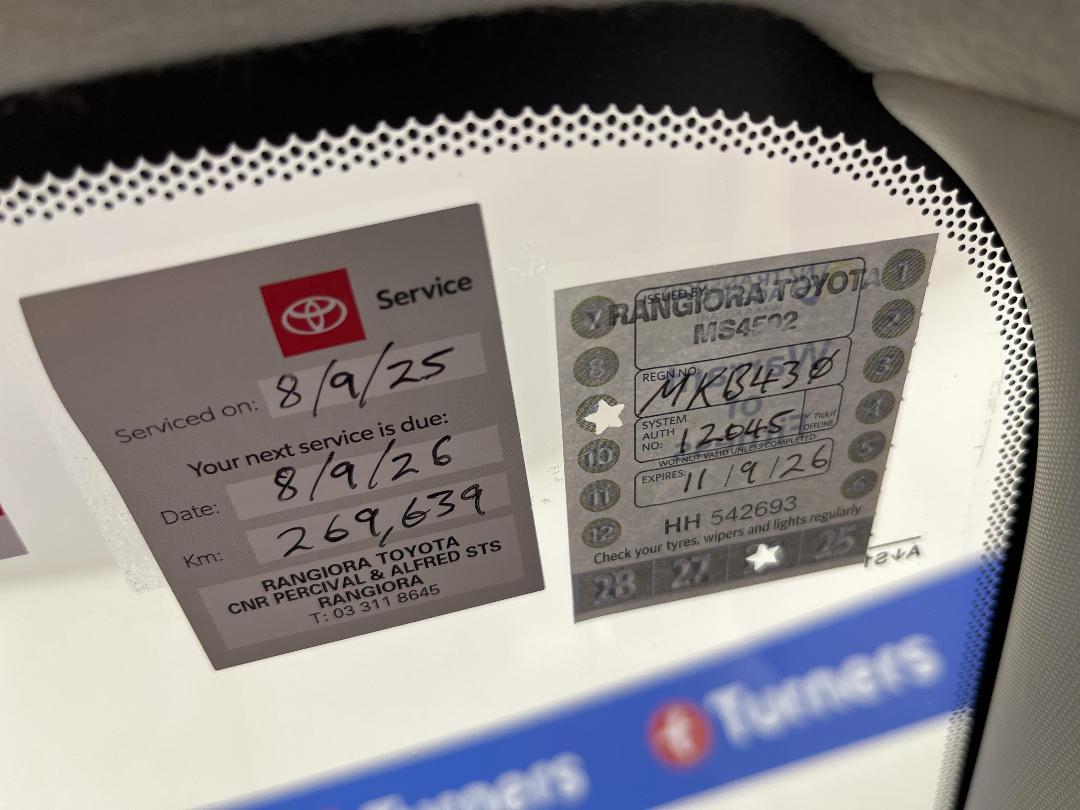 Service
Serviced on: 8/9/25
Your next service is due:
Date: 8/9/26
Km: 269,639
RANGIORA TOYOTA
CNR PERCIVAL & ALFRED STS
RANGIORA
T: 03 311 8645
ISSUED BY:
RANGIORA TOYOTA
MS4502
REGN NO: MKB430
SYSTEM AUTH NO: 12045
✓ Ticket OFFLINE
WOF NOT VALID UNLESS COMPLETED
EXPIRES: 11/9/26
HH 542693
Check your tyres, wipers and lights regularly
7 8 10 11 12
1 2 3 4 5 6
28 27 25
Turners
Turners